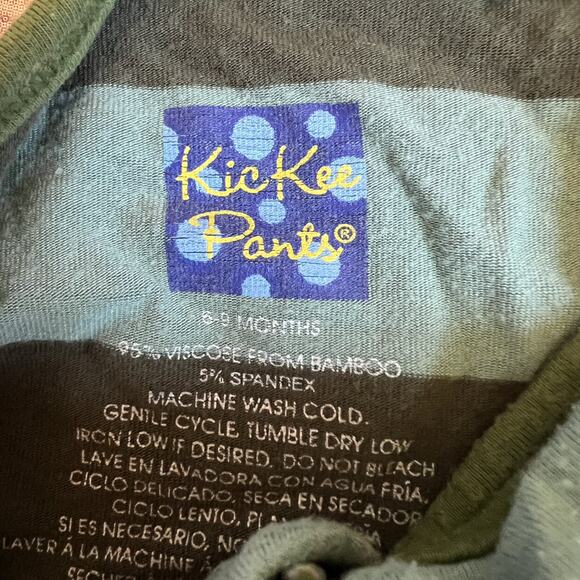 KicKee
Pants®
6-9 MONTHS
95% VISCOSE FROM BAMBOO
5% SPANDEX
MACHINE WASH COLD.
GENTLE CYCLE, TUMBLE DRY LOW
IRON LOW IF DESIRED. DO NOT BLEACH
LAVE EN LAVADORA CON AGUA FRÍA,
CICLO DELICADO, SECA EN SECADOR
CICLO LENTO,
SI ES NECESARIO, NO
LAVER Á LA MACHINE Á